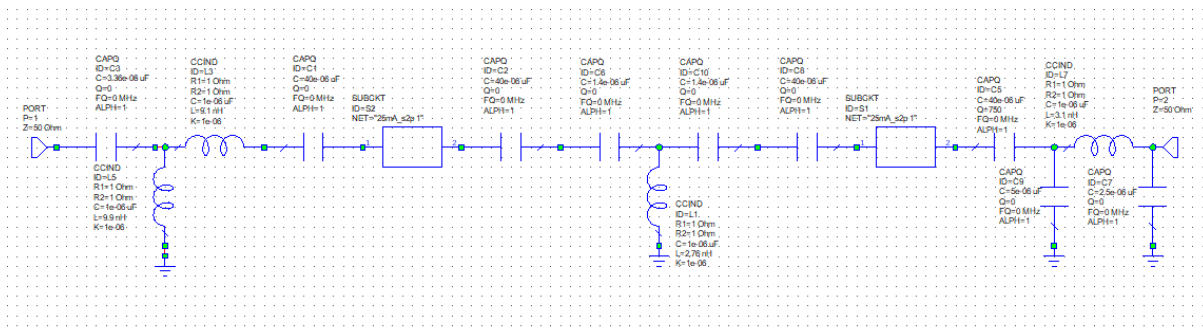 PORT
P=1
Z=50 Ohm
CAPQ
ID=C3
C=3.36e-06 uF
Q=0
FQ=0 MHz
ALPH=1
CCIND
ID=L5
R1=1 Ohm
R2=1 Ohm
C=1e-06 uF
L=9.9 nH
K=1e-06
CCIND
ID=L3
R1=1 Ohm
R2=1 Ohm
C=1e-06 uF
L=9.1 nH
K=1e-06
CAPQ
ID=C1
C=40e-06 uF
Q=0
FQ=0 MHz
ALPH=1
SUBCKT
ID=S2
NET="25mA_s2p 1"
1
2
CAPQ
ID=C2
C=40e-06 uF
Q=0
FQ=0 MHz
ALPH=1
CAPQ
ID=C6
C=1.4e-06 uF
Q=0
FQ=0 MHz
ALPH=1
CCIND
ID=L1
R1=1 Ohm
R2=1 Ohm
C=1e-06 uF
L=2.76 nH
K=1e-06
CAPQ
ID=C10
C=1.4e-06 uF
Q=0
FQ=0 MHz
ALPH=1
CAPQ
ID=C8
C=40e-06 uF
Q=0
FQ=0 MHz
ALPH=1
SUBCKT
ID=S1
NET="25mA_s2p 1"
1
2
CAPQ
ID=C5
C=40e-06 uF
Q=750
FQ=0 MHz
ALPH=1
CAPQ
ID=C9
C=5e-06 uF
Q=0
FQ=0 MHz
ALPH=1
CCIND
ID=L7
R1=1 Ohm
R2=1 Ohm
C=1e-06 uF
L=3.1 nH
K=1e-06
CAPQ
ID=C7
C=2.5e-06 uF
Q=0
FQ=0 MHz
ALPH=1
PORT
P=2
Z=50 Ohm